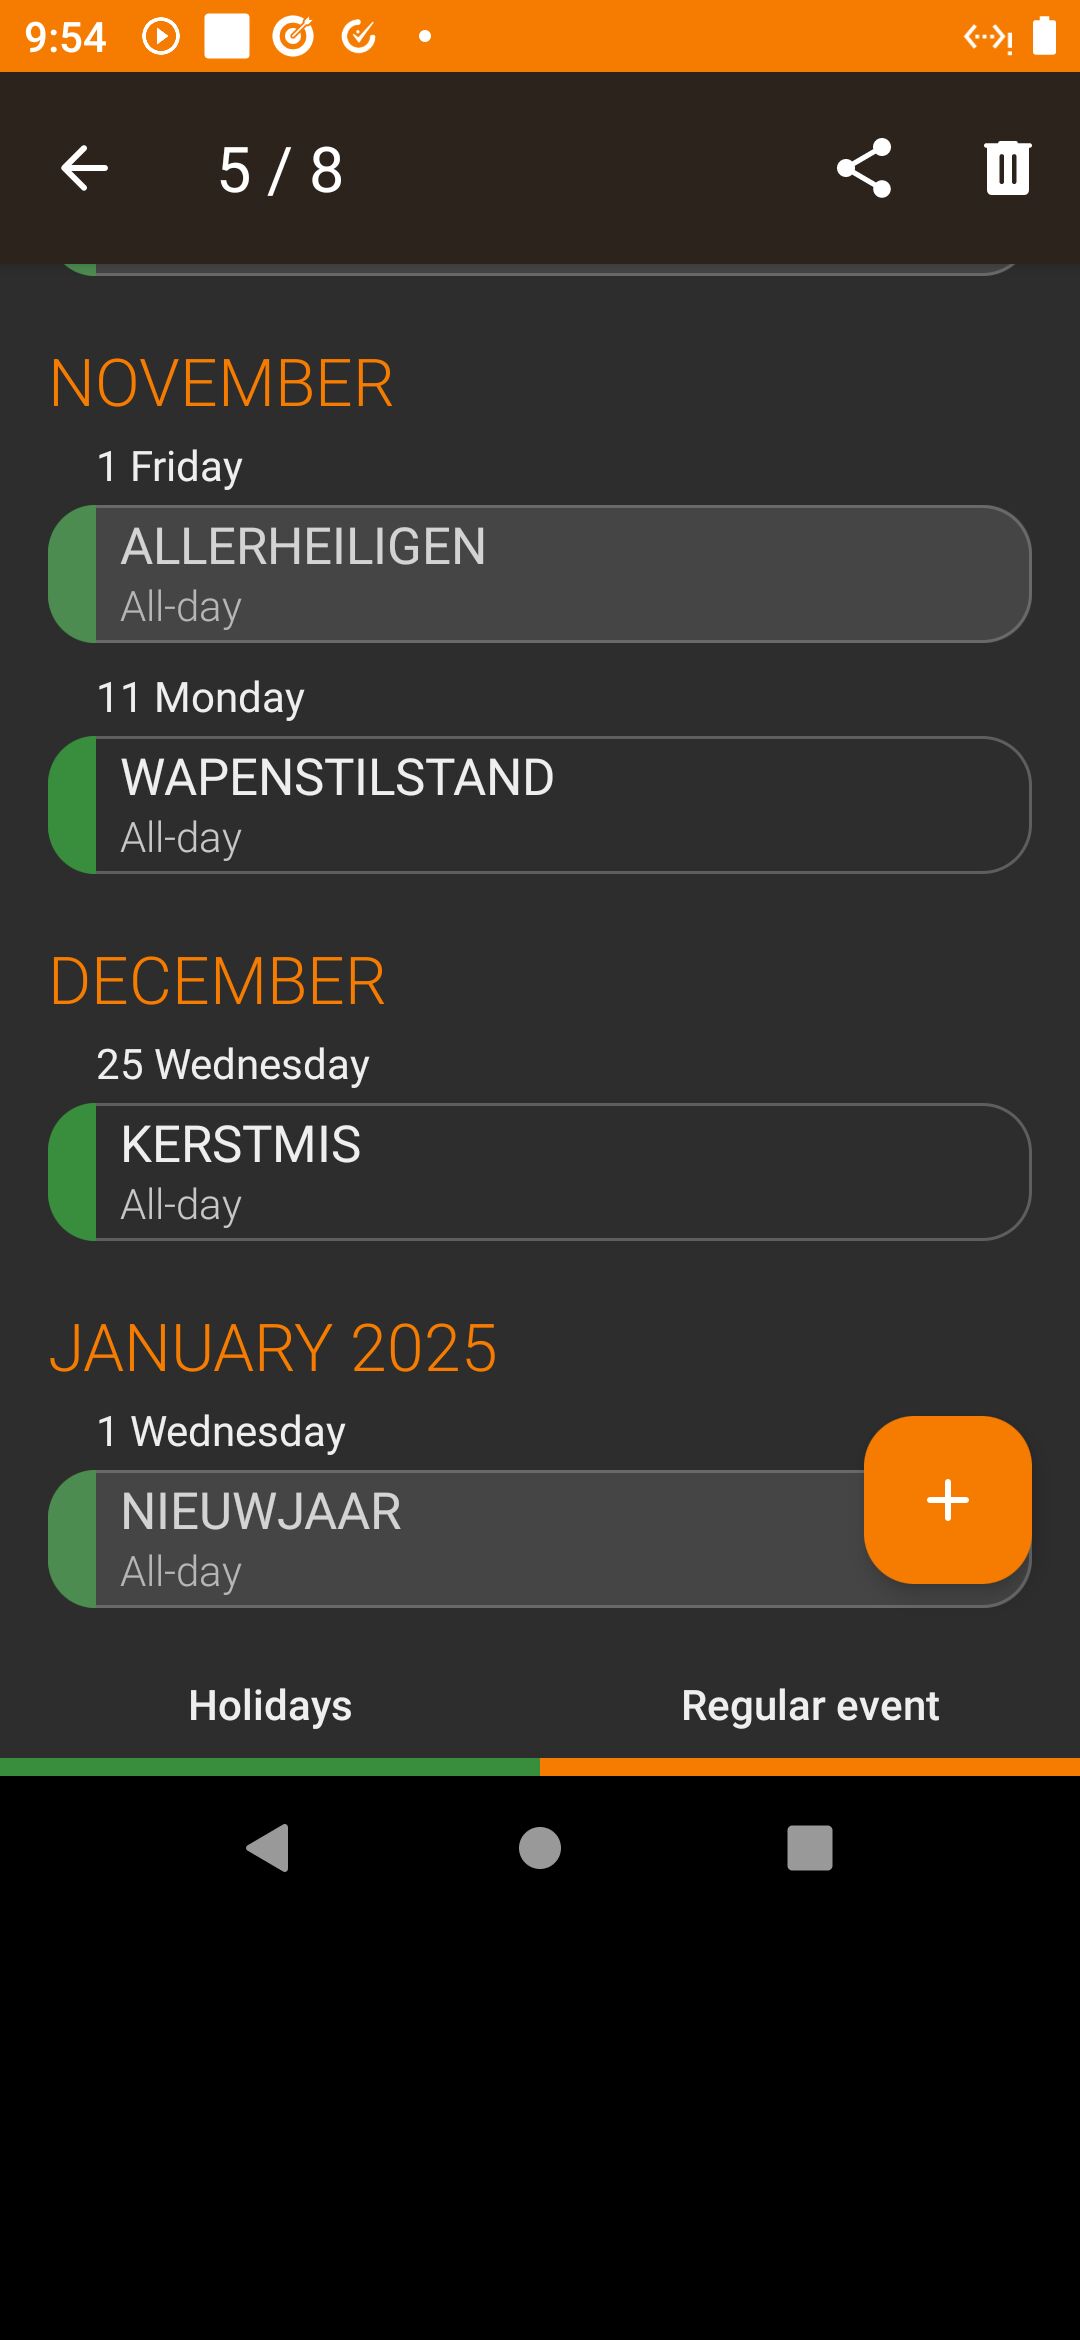 9:54
5 / 8
NOVEMBER
1 Friday
ALLERHEILIGEN
All-day
11 Monday
WAPENSTILSTAND
All-day
DECEMBER
25 Wednesday
KERSTMIS
All-day
JANUARY 2025
1 Wednesday
NIEUWJAAR
All-day
Holidays
Regular event